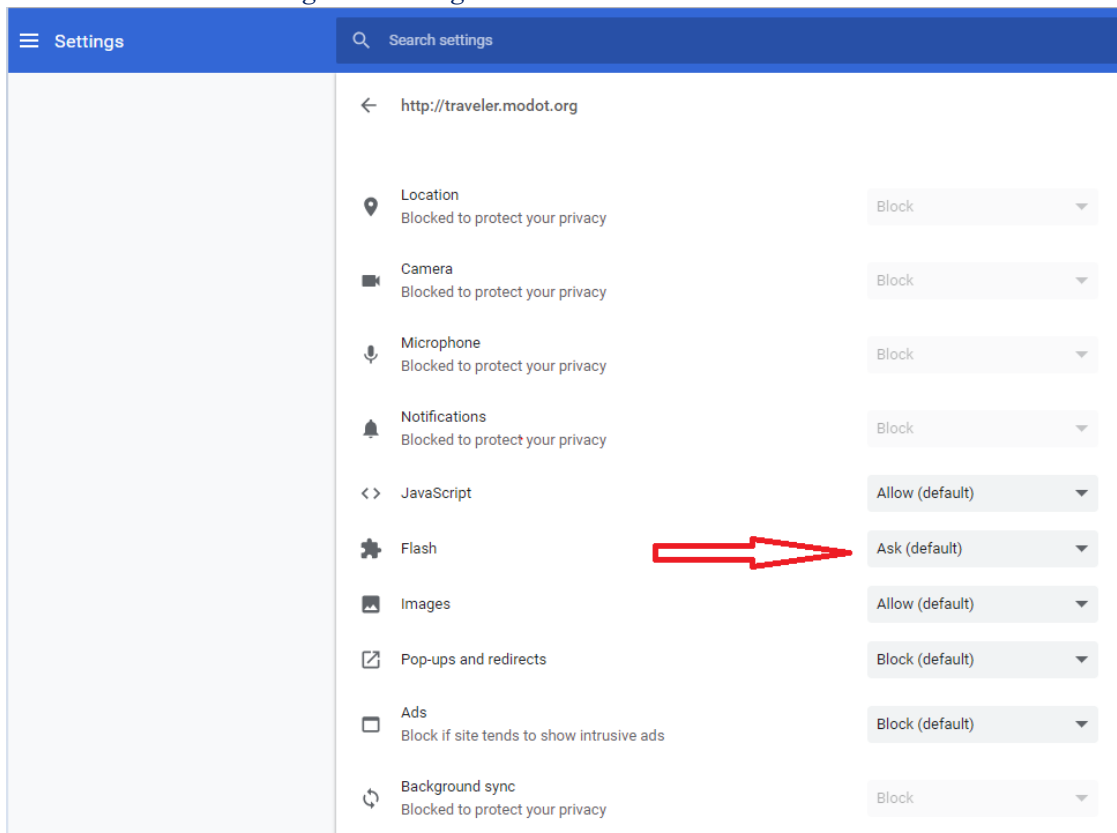 Settings
Search settings
http://traveler.modot.org
Location
Blocked to protect your privacy
Block
Camera
Blocked to protect your privacy
Block
Microphone
Blocked to protect your privacy
Block
Notifications
Blocked to protect your privacy
Block
JavaScript
Allow (default)
Flash
Ask (default)
Images
Allow (default)
Pop-ups and redirects
Block (default)
Ads
Block if site tends to show intrusive ads
Block (default)
Background sync
Blocked to protect your privacy
Block